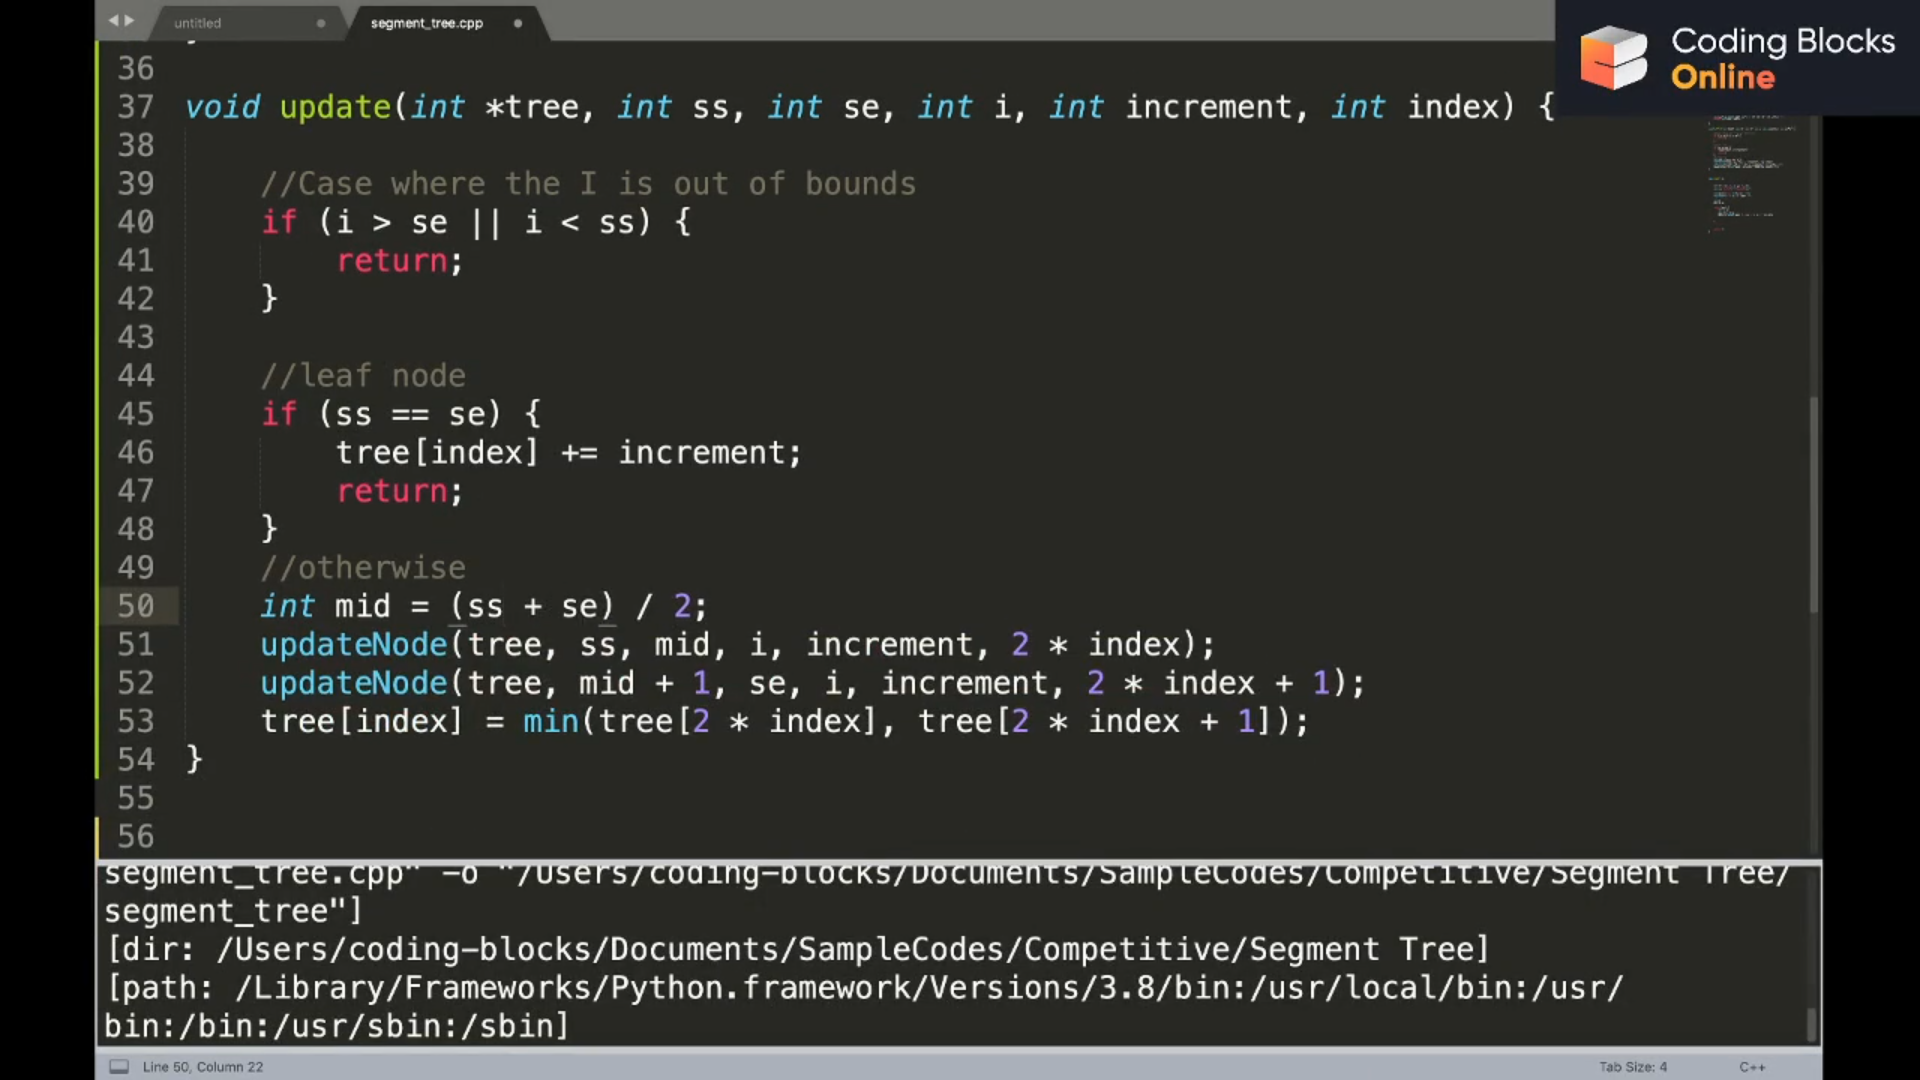 untitled
segment_tree.cpp
Coding Blocks
Online
36
37 void update(int *tree, int ss, int se, int i, int increment, int index) {
38
39 //Case where the I is out of bounds
40 if (i > se || i < ss) {
41 return;
42 }
43
44 //leaf node
45 if (ss == se) {
46 tree[index] += increment;
47 return;
48 }
49 //otherwise
50 int mid = (ss + se) / 2;
51 updateNode(tree, ss, mid, i, increment, 2 * index);
52 updateNode(tree, mid + 1, se, i, increment, 2 * index + 1);
53 tree[index] = min(tree[2 * index], tree[2 * index + 1]);
54 }
55
56
segment_tree.cpp" -o "/Users/coding-blocks/Documents/SampleCodes/Competitive/Segment Tree/
segment_tree"]
[dir: /Users/coding-blocks/Documents/SampleCodes/Competitive/Segment Tree]
[path: /Library/Frameworks/Python.framework/Versions/3.8/bin:/usr/local/bin:/usr/
bin:/bin:/usr/sbin:/sbin]
Line 50, Column 22
Tab Size: 4
C++